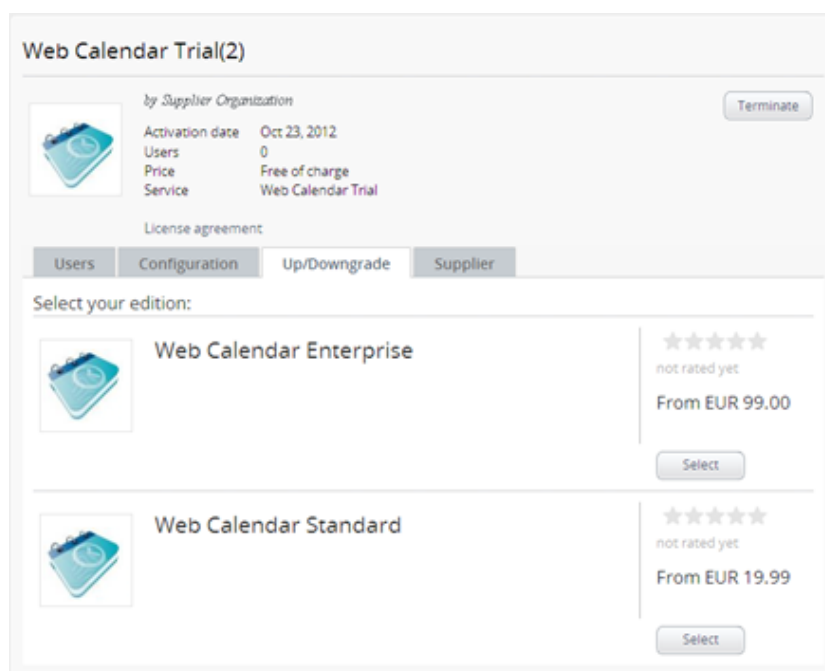 Web Calendar Trial(2)
by Supplier Organization
Terminate
Activation date Oct 23, 2012
Users 0
Price Free of charge
Service Web Calendar Trial
License agreement
Users Configuration Up/Downgrade Supplier
Select your edition:
Web Calendar Enterprise
not rated yet
From EUR 99.00
Select
Web Calendar Standard
not rated yet
From EUR 19.99
Select